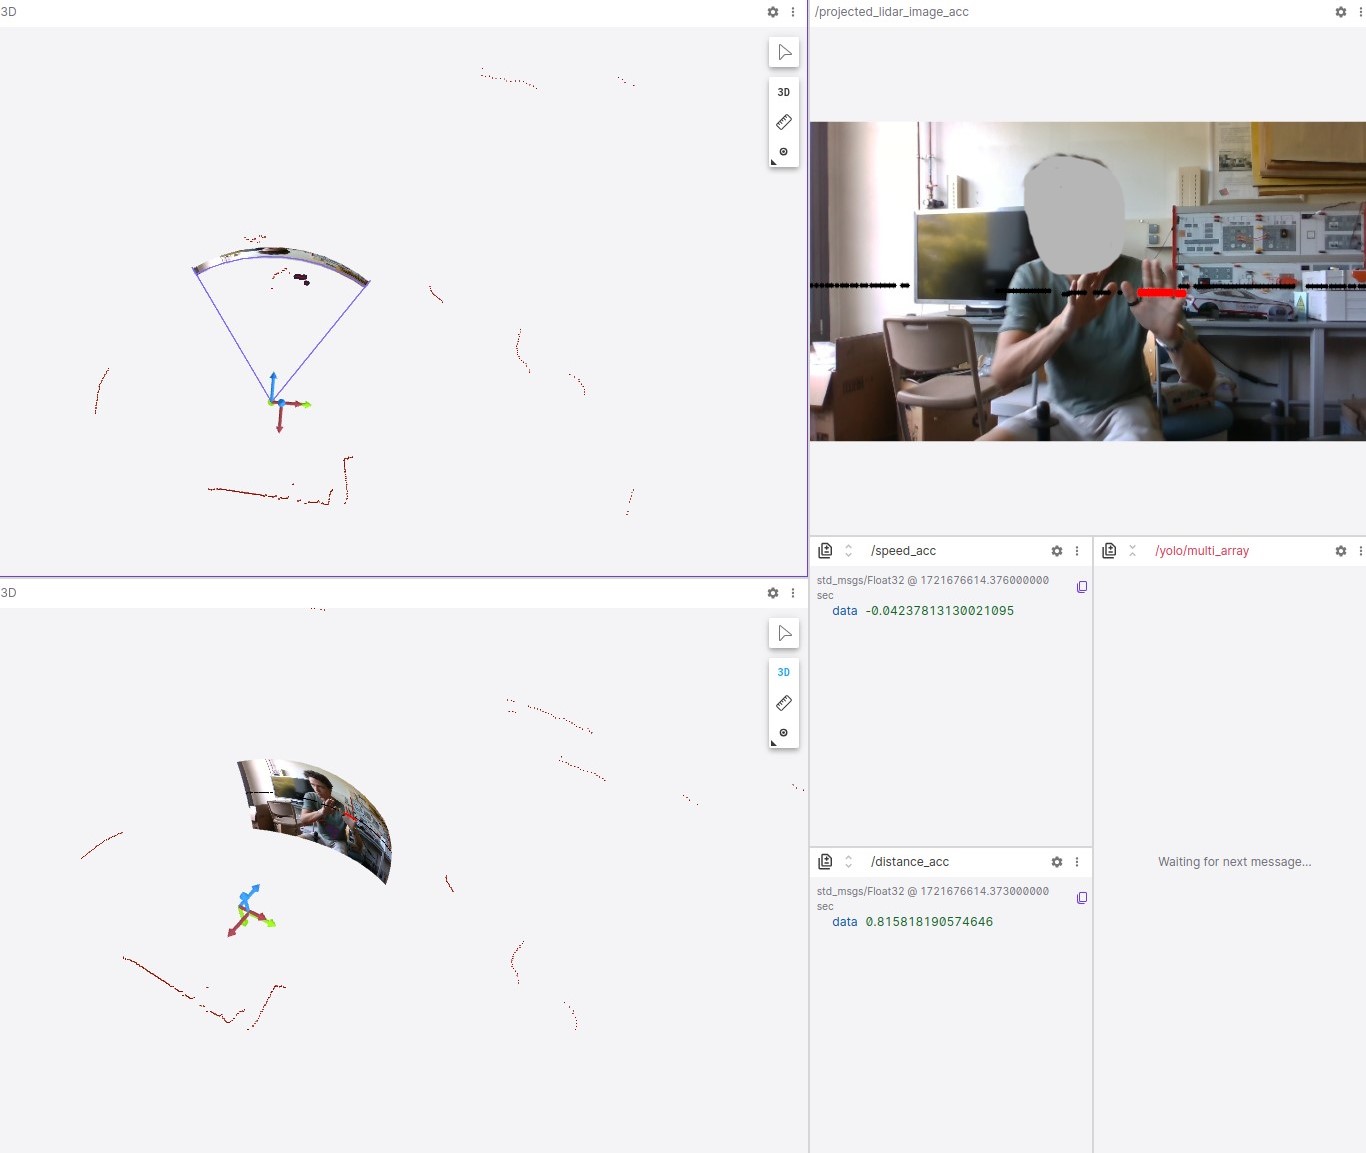 3D
3D
/projected_lidar_image_acc
/speed_acc
std_msgs/Float32 @ 1721676614.376000000
sec
data -0.04237813130021095
/yolo/multi_array
Waiting for next message...
/distance_acc
std_msgs/Float32 @ 1721676614.373000000
sec
data 0.815818190574646
3D
3D